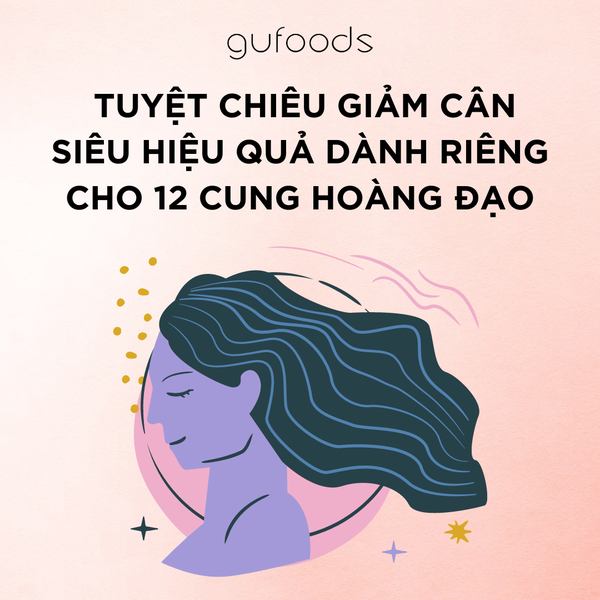 gufoods
TUYỆT CHIÊU GIẢM CÂN
SIÊU HIỆU QUẢ DÀNH RIÊNG
CHO 12 CUNG HOÀNG ĐẠO